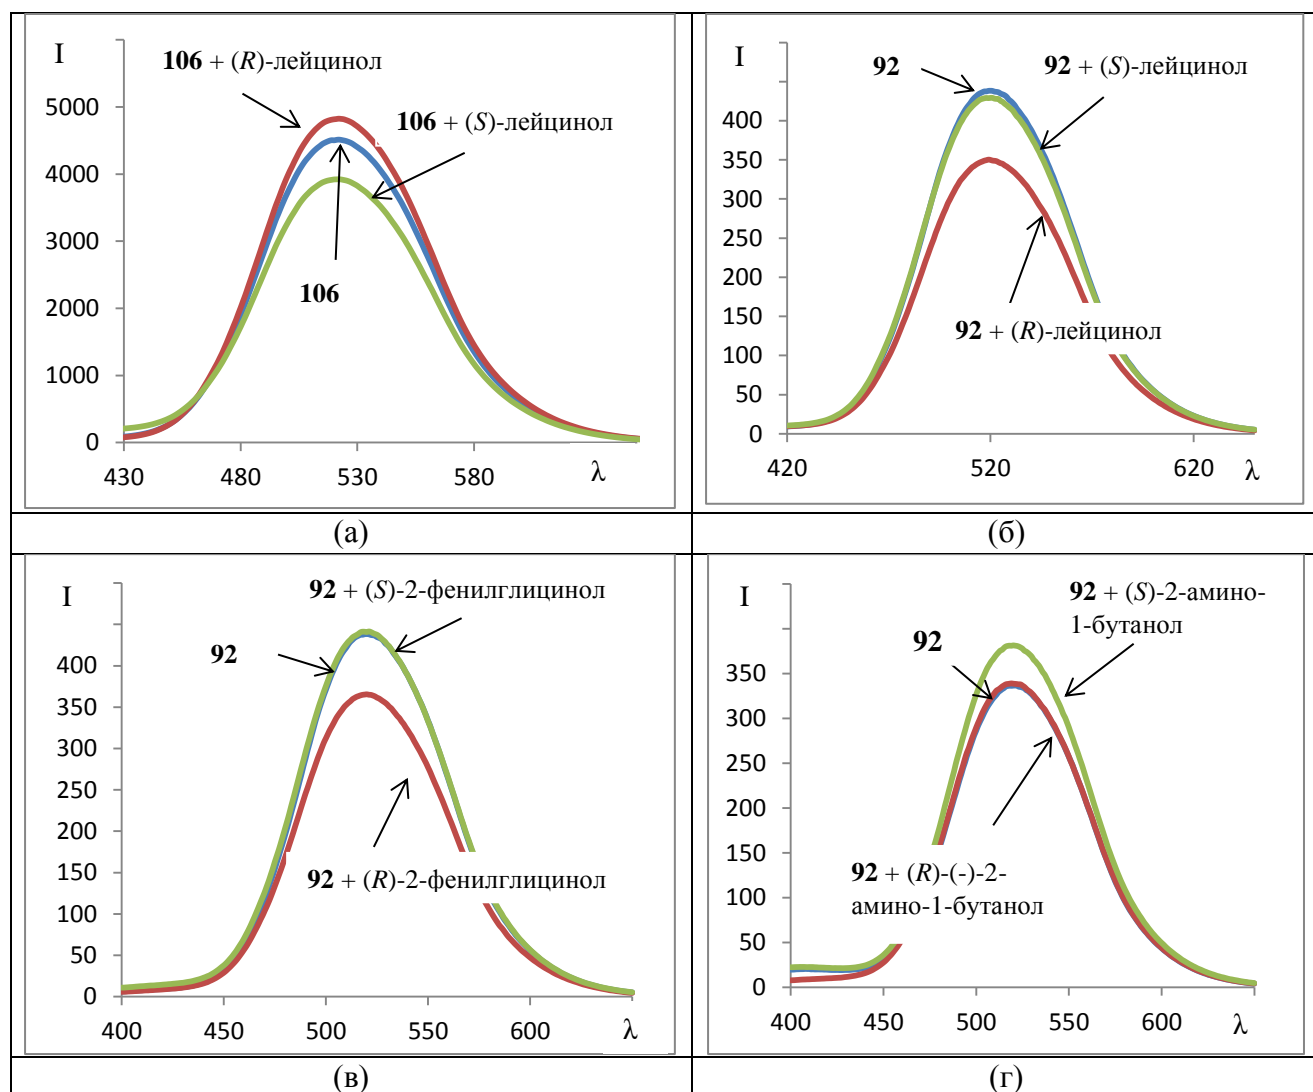 I
106 + (R)-лейцинол
106 + (S)-лейцинол
106
5000
4000
3000
2000
1000
0
430 480 530 580 λ
(а)
I
92
92 + (S)-лейцинол
92 + (R)-лейцинол
400
350
300
250
200
150
100
50
0
420 520 620 λ
(б)
I
92 + (S)-2-фенилглицинол
92
92 + (R)-2-фенилглицинол
400
350
300
250
200
150
100
50
0
400 450 500 550 600 λ
(в)
I
92 + (S)-2-амино-
1-бутанол
92
92 + (R)-(-)-2-
амино-1-бутанол
350
300
250
200
150
100
50
0
400 450 500 550 600 λ
(г)